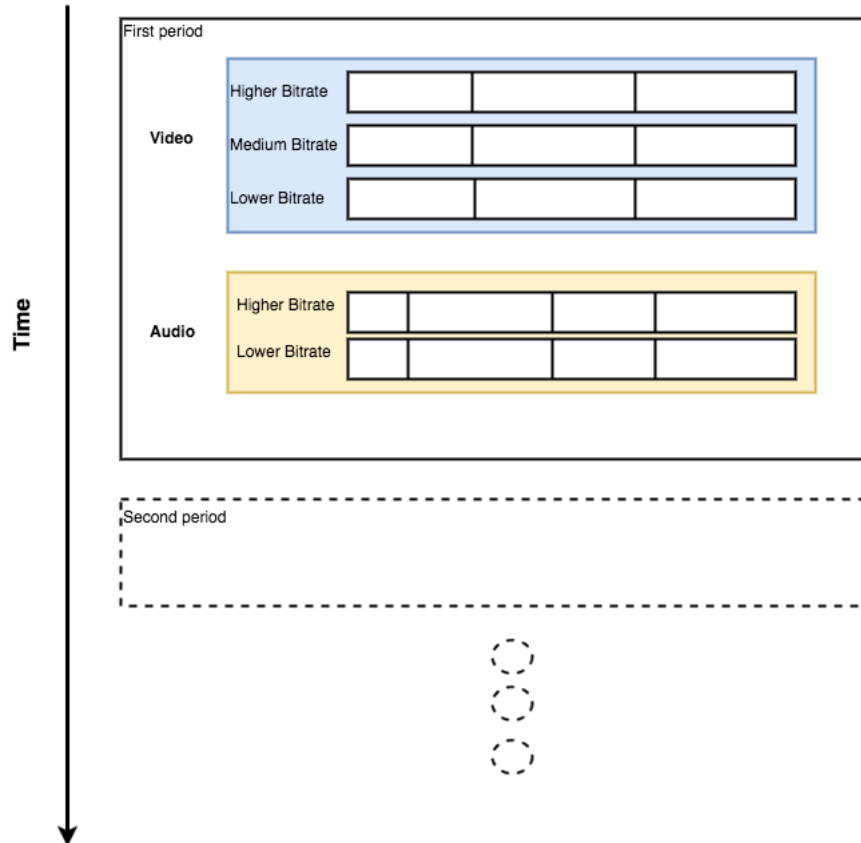 First period
Higher Bitrate
Video
Medium Bitrate
Lower Bitrate
Time
Higher Bitrate
Audio
Lower Bitrate
Second period